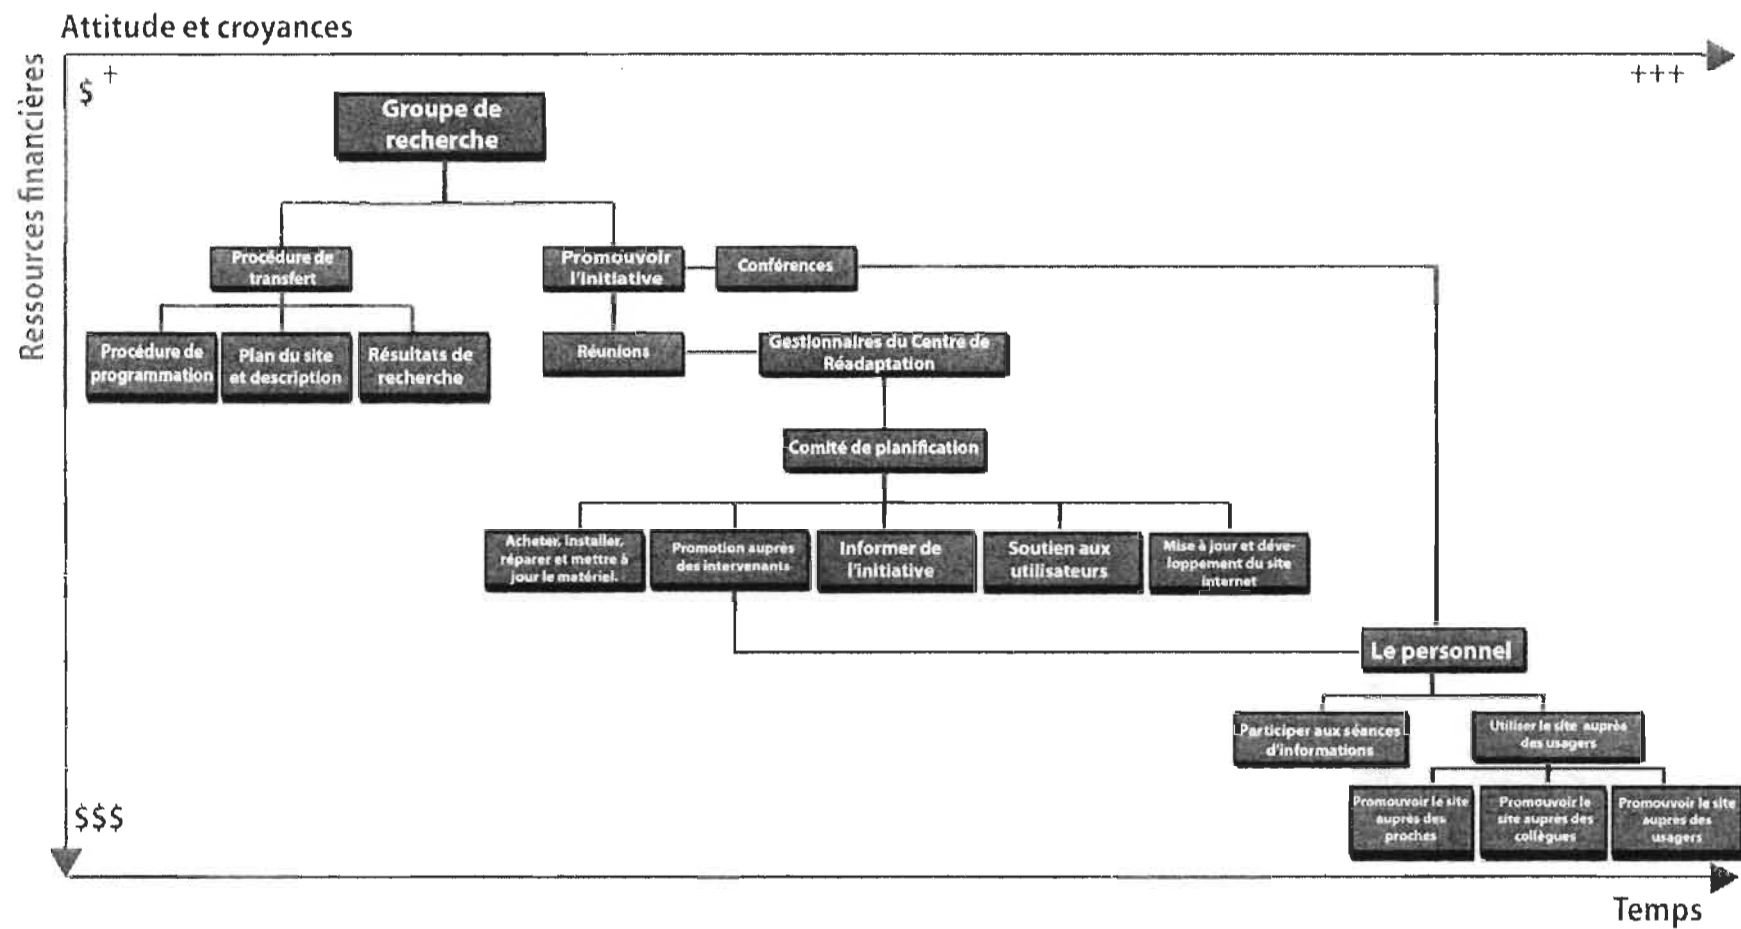 Attitude et croyances
Ressources financières
$ +
+++
Groupe de
recherche
Procédure de
transfert
Promouvoir
l'initiative
Conférences
Procédure de
programmation
Plan du site
et description
Résultats de
recherche
Réunions
Gestionnaires du Centre de
Réadaptation
Comité de planification
Acheter, installer,
réparer et mettre à
jour le matériel.
Promotion auprès
des intervenants
Informer de
l'initiative
Soutien aux
utilisateurs
Mise à jour et déve-
loppement du site
internet
Le personnel
Participer aux séances
d'informations
Utiliser le site auprès
des usagers
Promouvoir le site
auprès des
proches
Promouvoir le
site auprès des
collègues
Promouvoir le site
auprès des
usagers
$$$
Temps